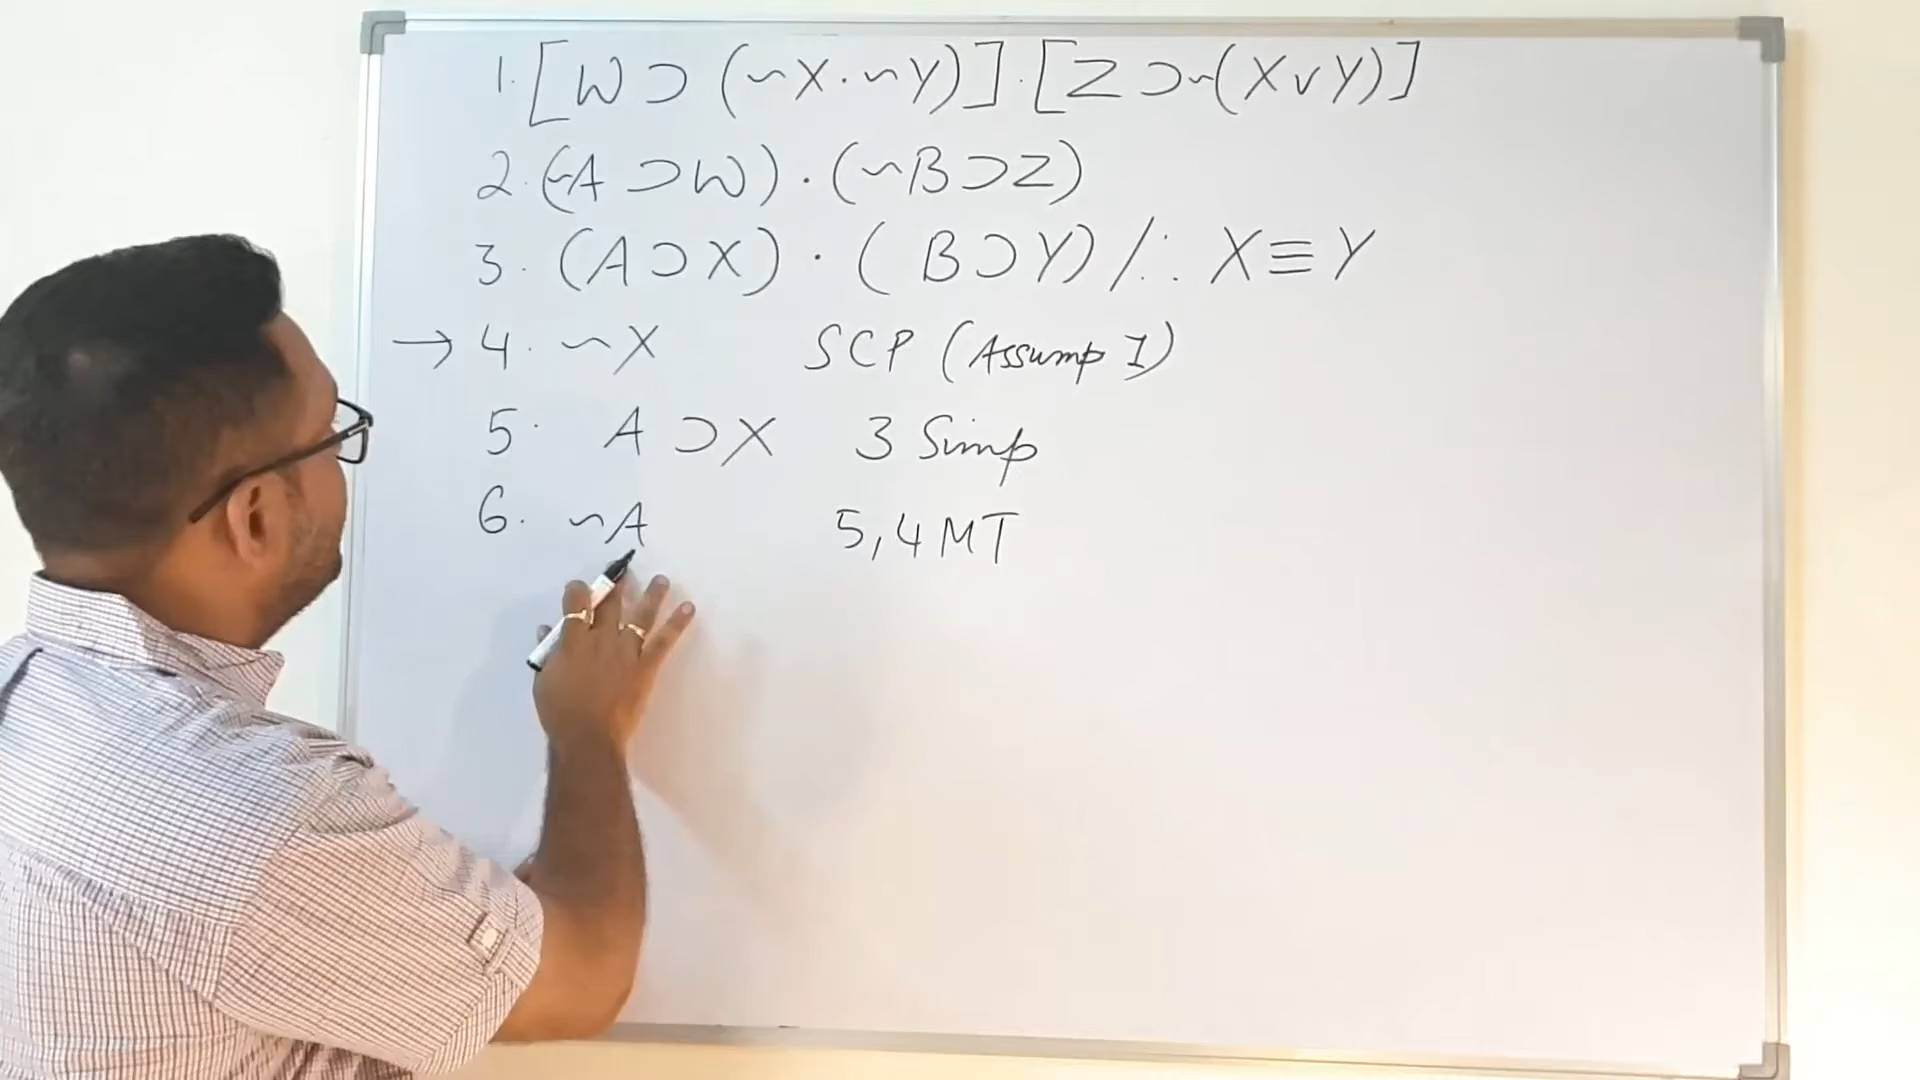 1. [W ⊃ (~X · ~Y)] · [Z ⊃ ~(X v Y)]
2. (~A ⊃ W) · (~B ⊃ Z)
3. (A ⊃ X) · ( B ⊃ Y) / ∴ X ≡ Y
→ 4. ~X SCP (Assump I)
5. A ⊃ X 3 Simp
6. ~A 5,4 MT